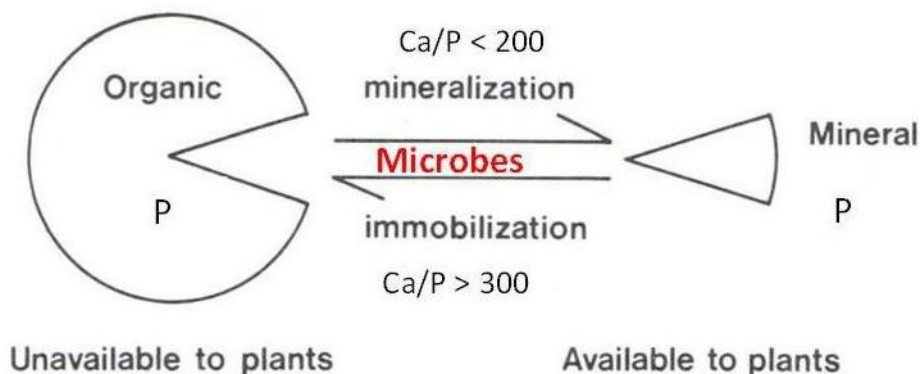 Ca/P < 200
Organic
mineralization
Mineral
Microbes
P
P
immobilization
Ca/P > 300
Unavailable to plants
Available to plants